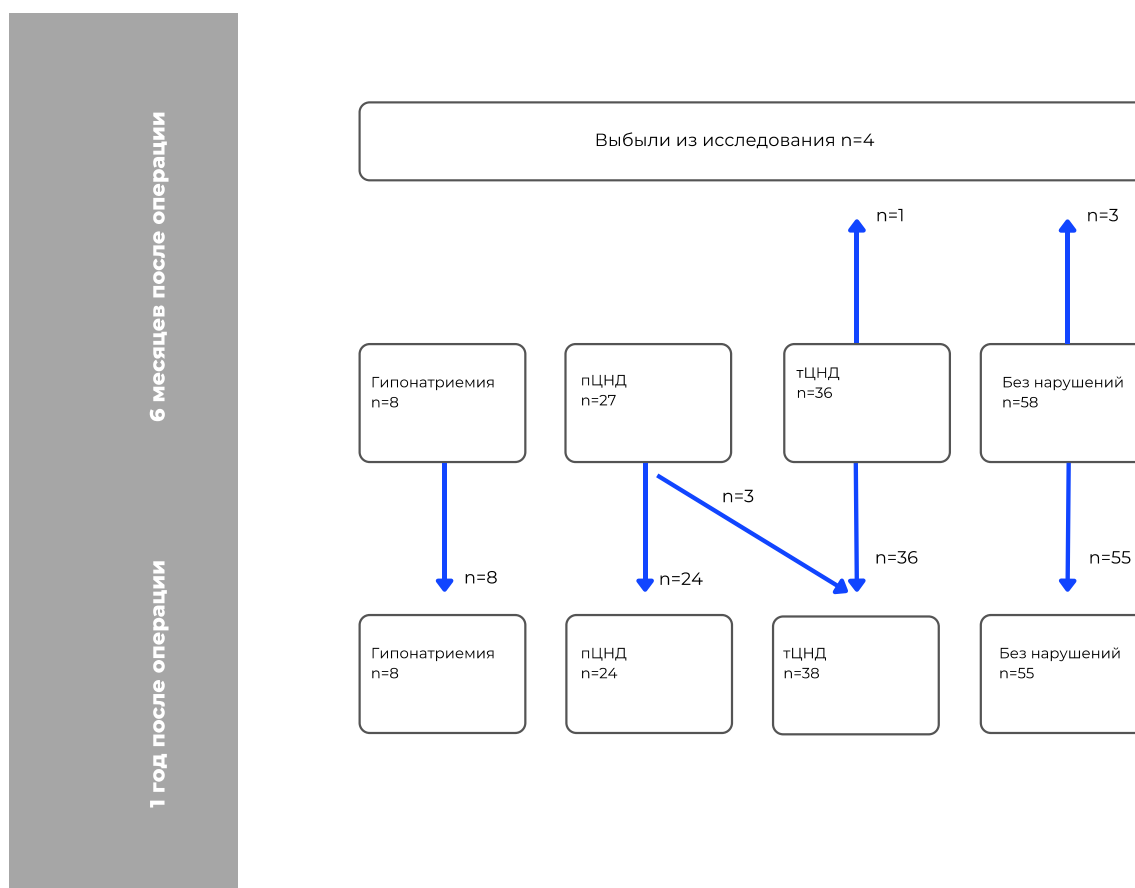 6 месяцев после операции
1 год после операции
Выбыли из исследования n=4
n=1
n=3
Гипонатриемия
n=8
пЦНД
n=27
тЦНД
n=36
Без нарушений
n=58
n=3
n=8
n=24
n=36
n=55
Гипонатриемия
n=8
пЦНД
n=24
тЦНД
n=38
Без нарушений
n=55